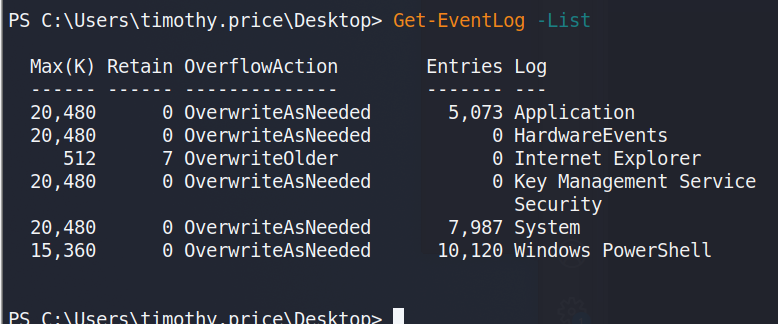 PS C:\Users\timothy.price\Desktop> Get-EventLog -List
Max(K) Retain OverflowAction Entries Log
------ ------ -------------- ------- ---
20,480 0 OverwriteAsNeeded 5,073 Application
20,480 0 OverwriteAsNeeded 0 HardwareEvents
512 7 OverwriteOlder 0 Internet Explorer
20,480 0 OverwriteAsNeeded 0 Key Management Service
Security
20,480 0 OverwriteAsNeeded 7,987 System
15,360 0 OverwriteAsNeeded 10,120 Windows PowerShell
PS C:\Users\timothy.price\Desktop>